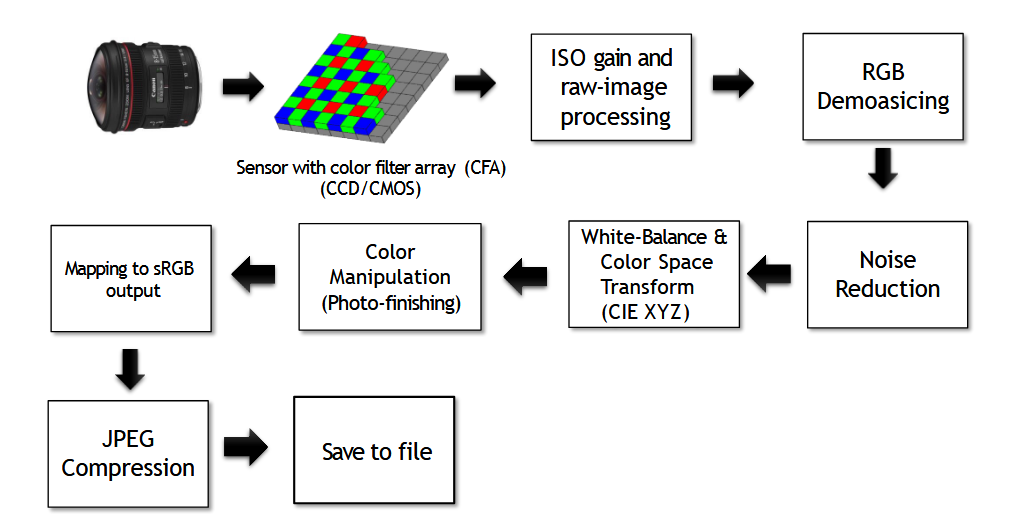 Canon
Sensor with color filter array (CFA)
(CCD/CMOS)
ISO gain and
raw-image
processing
RGB
Demoasicing
Noise
Reduction
White-Balance &
Color Space
Transform
(CIE XYZ)
Color
Manipulation
(Photo-finishing)
Mapping to sRGB
output
JPEG
Compression
Save to file